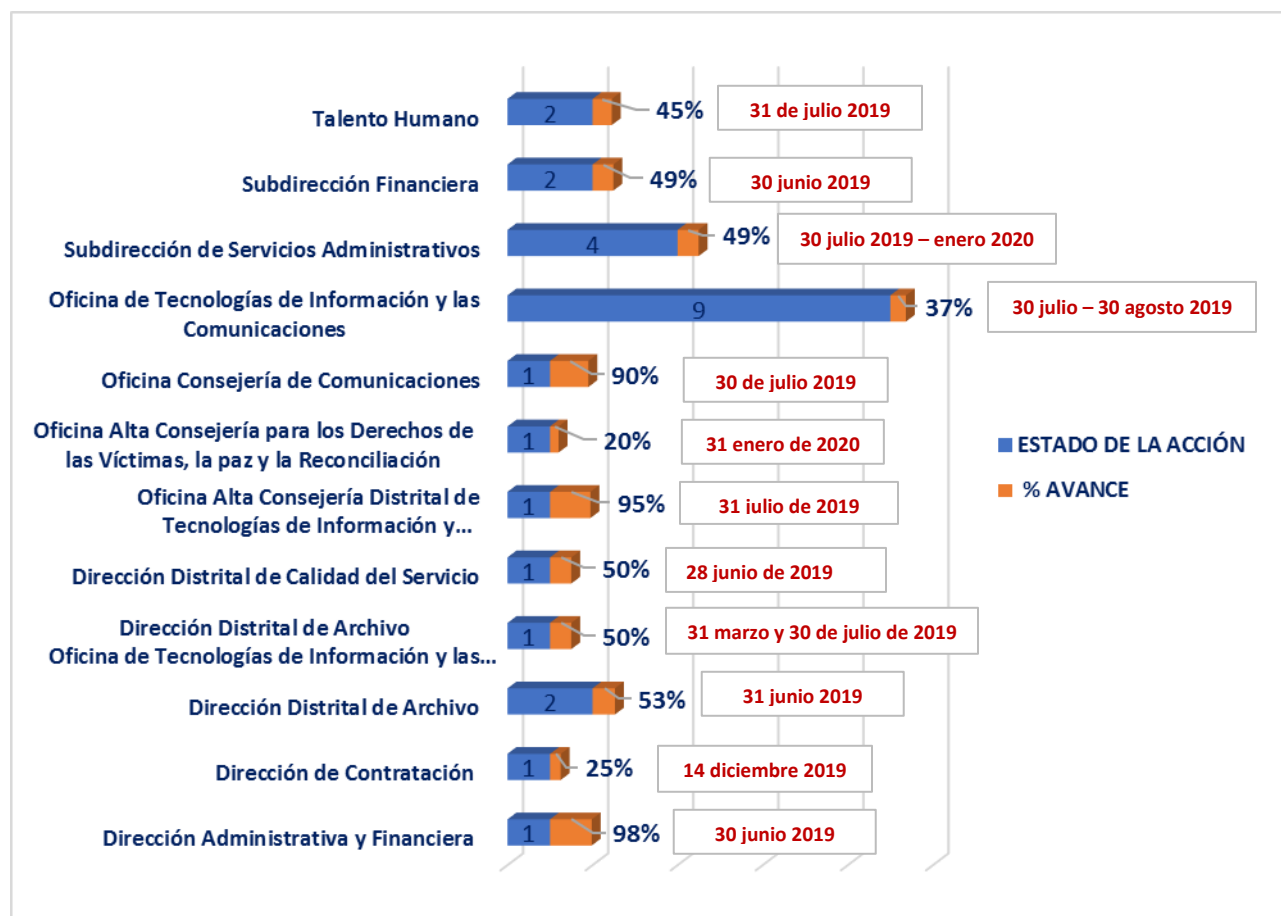 Talento Humano
2
45%
31 de julio 2019
Subdirección Financiera
2
49%
30 junio 2019
Subdirección de Servicios Administrativos
4
49%
30 julio 2019 – enero 2020
Oficina de Tecnologías de Información y las
Comunicaciones
9
37%
30 julio – 30 agosto 2019
Oficina Consejería de Comunicaciones
1
90%
30 de julio 2019
Oficina Alta Consejería para los Derechos de
las Víctimas, la paz y la Reconciliación
1
20%
31 enero de 2020
Oficina Alta Consejería Distrital de
Tecnologías de Información y...
1
95%
31 julio de 2019
Dirección Distrital de Calidad del Servicio
1
50%
28 junio de 2019
Dirección Distrital de Archivo
Oficina de Tecnologías de Información y las...
1
50%
31 marzo y 30 de julio de 2019
Dirección Distrital de Archivo
2
53%
31 junio 2019
Dirección de Contratación
1
25%
14 diciembre 2019
Dirección Administrativa y Financiera
1
98%
30 junio 2019
ESTADO DE LA ACCIÓN
% AVANCE